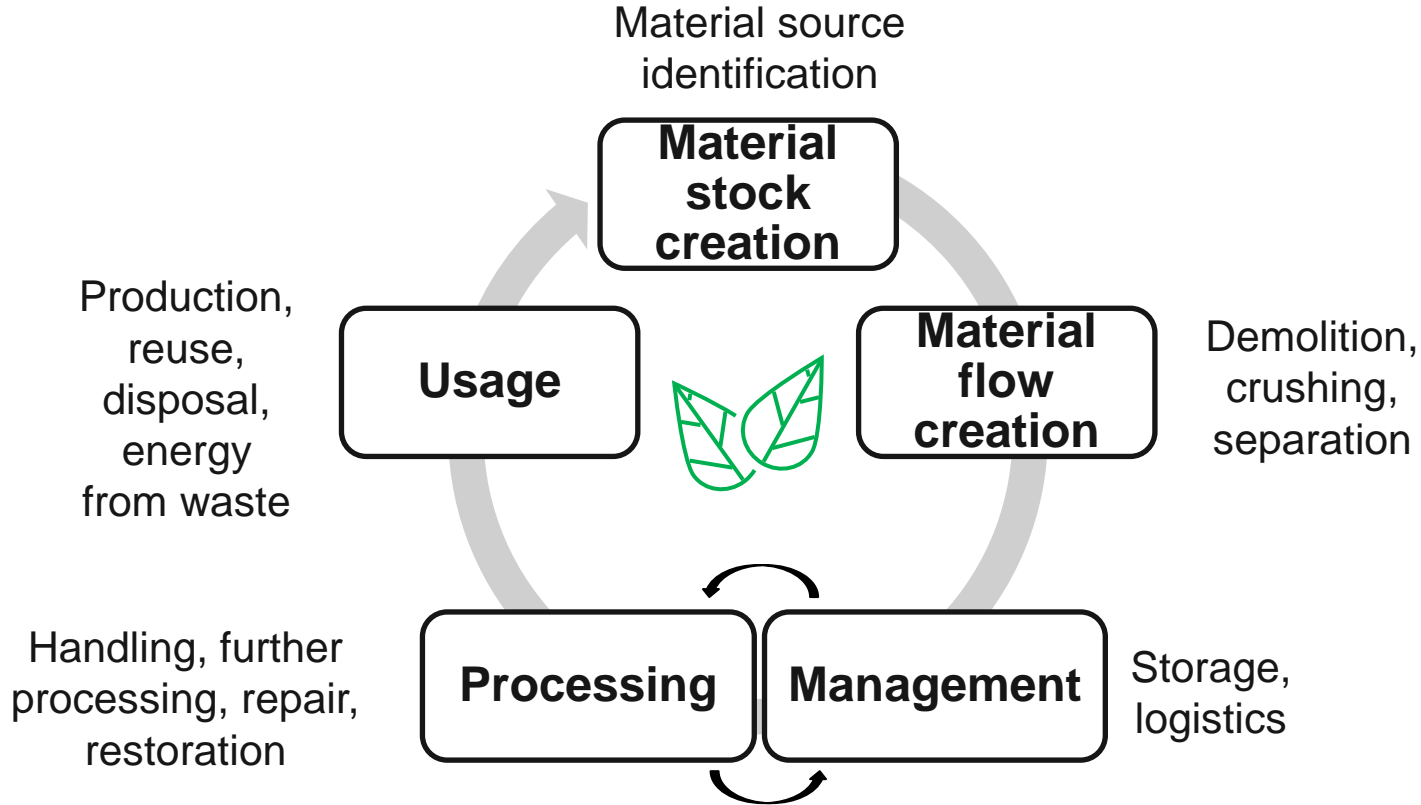 Material source
identification
Material
stock
creation
Production,
reuse,
disposal,
energy
from waste
Usage
Material
flow
creation
Demolition,
crushing,
separation
Handling, further
processing, repair,
restoration
Processing
Management
Storage,
logistics